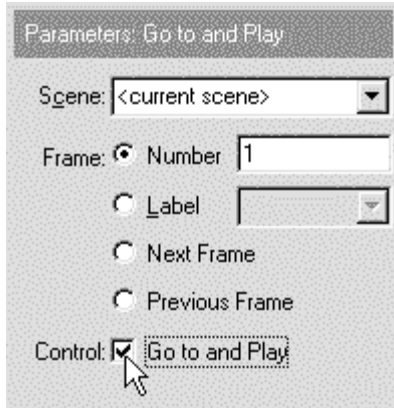 Parameters: Go to and Play
Scene: <current scene>
Frame: Number 1
Label
Next Frame
Previous Frame
Control: Go to and Play